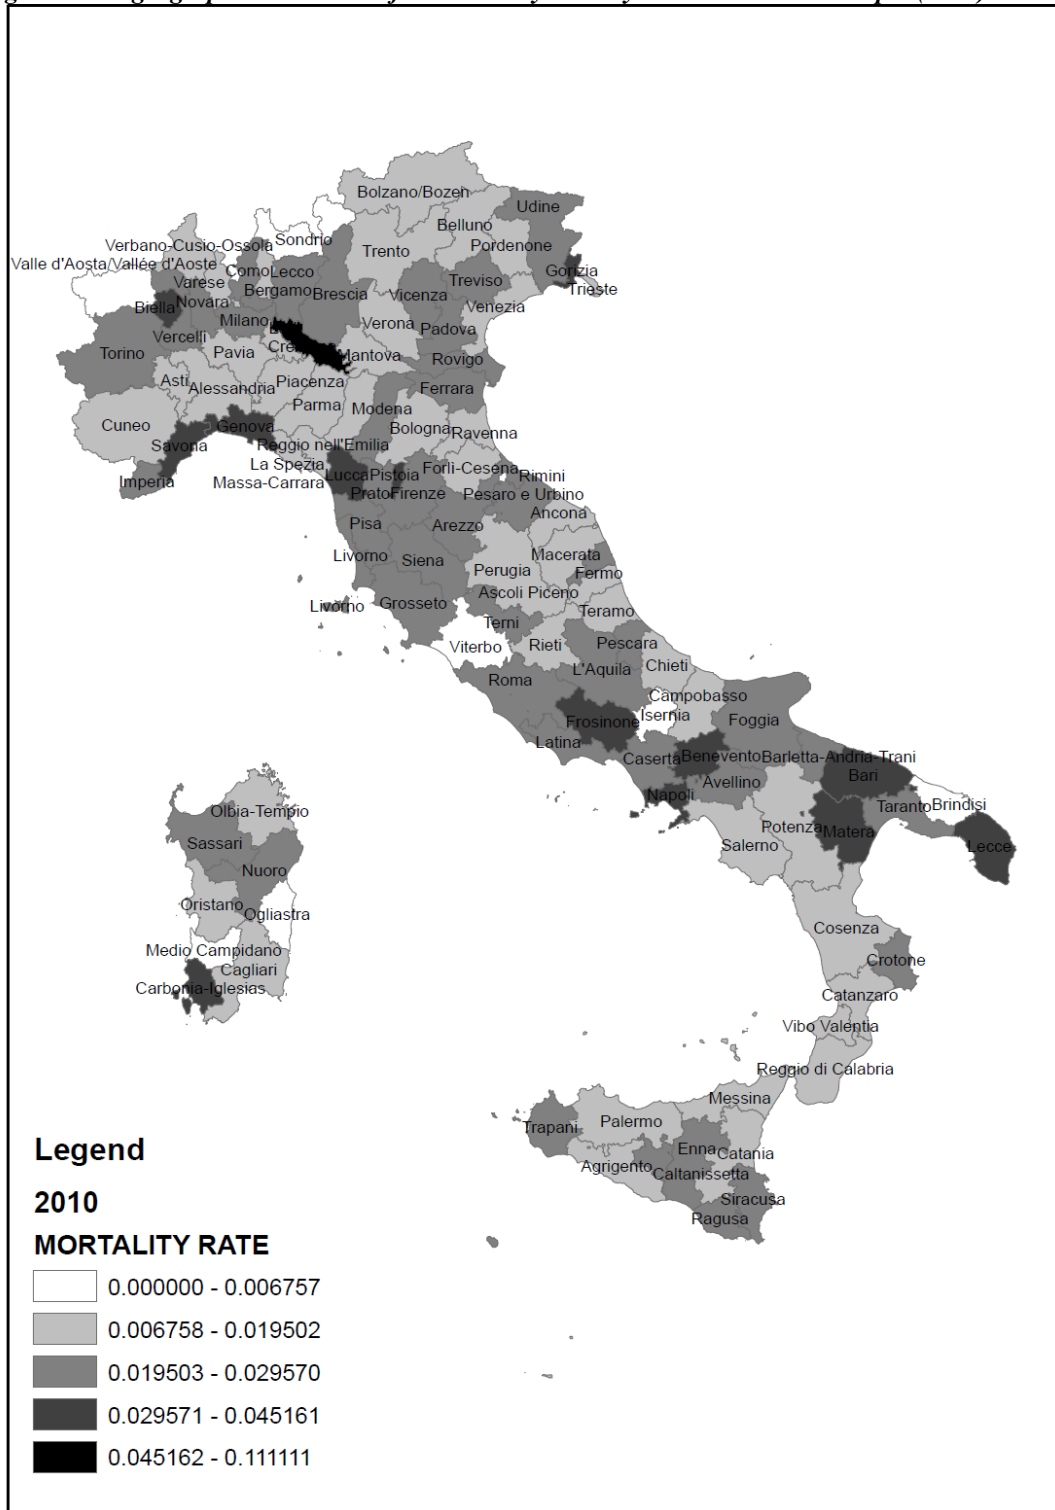 Bolzano/Bozen
Udine
Belluno
Verbano-Cusio-Ossola
Sondrio
Trento
Pordenone
Valle d'Aosta/Vallée d'Aoste
Como
Lecco
Gorizia
Varese
Bergamo
Brescia
Vicenza
Treviso
Trieste
Biella
Novara
Venezia
Milano
Verona
Padova
Vercelli
Torino
Pavia
Cre
Mantova
Rovigo
Asti
Alessandria
Piacenza
Ferrara
Parma
Modena
Cuneo
Genova
Bologna
Ravenna
Savona
Reggio nell'Emilia
La Spezia
Forlì-Cesena
Imperia
Massa-Carrara
Lucca
Pistoia
Rimini
Prato
Firenze
Pesaro e Urbino
Ancona
Pisa
Arezzo
Livorno
Siena
Macerata
Perugia
Fermo
Livorno
Grosseto
Ascoli Piceno
Teramo
Terni
Viterbo
Rieti
Pescara
Roma
L'Aquila
Chieti
Campobasso
Frosinone
Isernia
Foggia
Latina
Caserta
Benevento
Barletta-Andria-Trani
Bari
Avellino
Napoli
Olbia-Tempio
Taranto
Brindisi
Potenza
Matera
Sassari
Salerno
Lecce
Nuoro
Oristano
Ogliastra
Cosenza
Medio Campidano
Crotone
Cagliari
Carbonia-Iglesias
Catanzaro
Vibo Valentia
Reggio di Calabria
Messina
Trapani
Palermo
Enna
Catania
Agrigento
Caltanissetta
Siracusa
Ragusa
Legend
2010
MORTALITY RATE
0.000000 - 0.006757
0.006758 - 0.019502
0.019503 - 0.029570
0.029571 - 0.045161
0.045162 - 0.111111